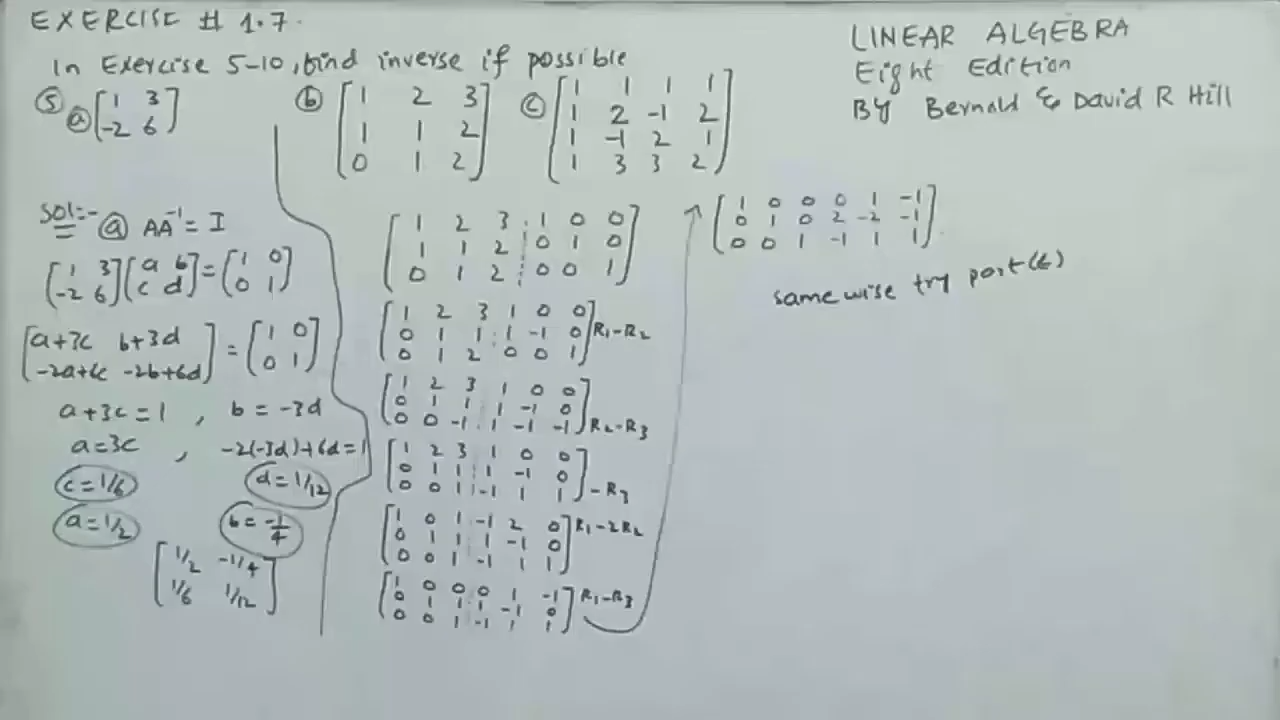 EXERCISE # 1.7.
In Exercise 5-10, find inverse if possible
LINEAR ALGEBRA
Eight Edition
BY Bernald & David R Hill
5
a [1 3
-2 6]
b [1 2 3
1 1 2
0 1 2]
c [1 1 1 1
1 2 -1 2
1 -1 2 1
1 3 3 2]
Sol:- a AA⁻¹ = I
[1 3
-2 6] [a b
c d] = [1 0
0 1]
[a+3c b+3d
-2a+6c -2b+6d] = [1 0
0 1]
a+3c=1 , b = -3d
a=3c , -2(-3d)+6d=1
c=1/6 d=1/12
a=1/2 b=-1/4
[1/2 -1/4
1/6 1/12]
[1 2 3 : 1 0 0
1 1 2 : 0 1 0
0 1 2 : 0 0 1]
[1 2 3 1 0 0
0 1 1 : 1 -1 0
0 1 2 0 0 1] R1-R2
[1 2 3 1 0 0
0 1 1 1 -1 0
0 0 -1 1 -1 -1] R2-R3
[1 2 3 1 0 0
0 1 1 1 -1 0
0 0 1 -1 1 1] -R3
[1 0 1 -1 2 0
0 1 1 1 -1 0
0 0 1 -1 1 1] R1-2R2
[1 0 0 0 1 -1
0 1 1 1 -1 0
0 0 1 -1 1 1] R1-R3
[1 0 0 0 1 -1
0 1 0 2 -2 -1
0 0 1 -1 1 1]
same wise try part(c)